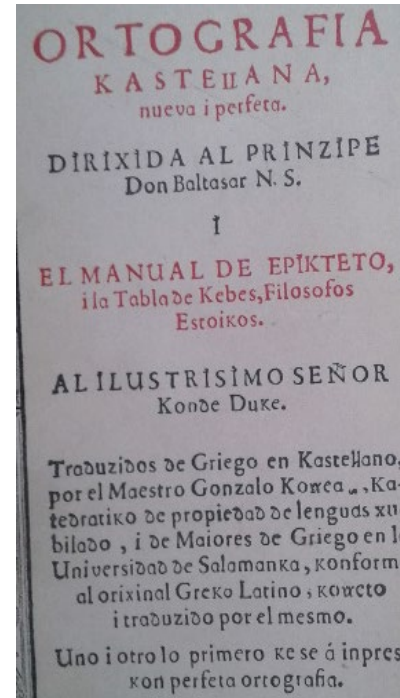 ORTOGRAFIA
KASTEllANA,
nueva i perfeta.
DIRIXIDA AL PRINZIPE
Don Baltasar N. S.
I
EL MANUAL DE EPIKTETO,
i la Tabla de Kebes, Filosofos
Estoikos.
AL ILUSTRISIMO SEÑOR
Konde Duke.
Traduzidos de Griego en Kastellano,
por el Maestro Gonzalo Korrea , Ka-
tedratiko de propiedad de lenguas xu
bilado , i de Maiores de Griego en l
Universidad de Salamanka, konform
al orixinal Greko Latino , korreto
i traduzido por el mesmo.
Uno i otro lo primero ke se á inpres
kon perfeta ortografia.